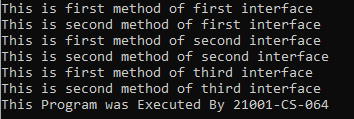 This is first method of first interface
This is second method of first interface
This is first method of second interface
This is second method of second interface
This is first method of third interface
This is second method of third interface
This Program was Executed By 21001-CS-064